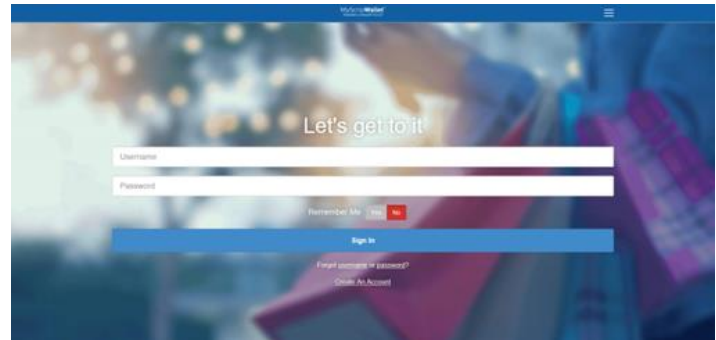 MyScripWallet
Let's get to it
Username
Password
Remember Me Yes No
Sign In
Forgot username or password?
Create An Account